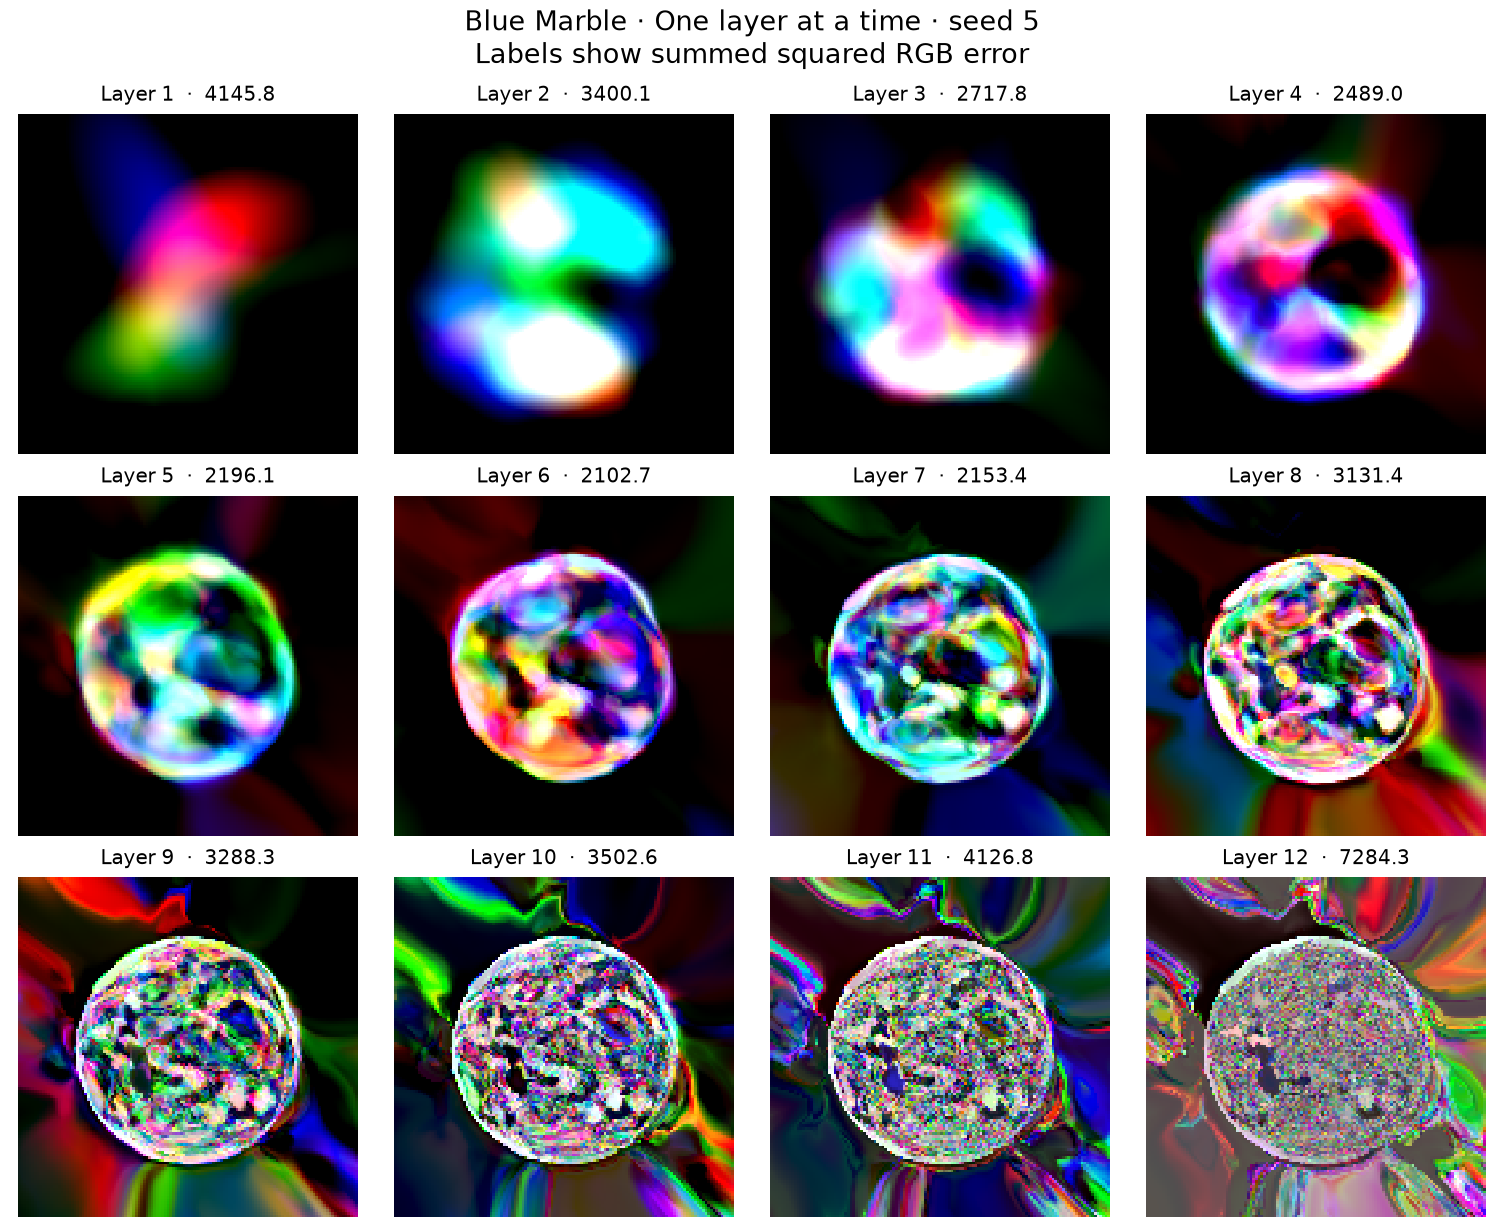 Blue Marble · One layer at a time · seed 5
Labels show summed squared RGB error
Layer 1 · 4145.8
Layer 2 · 3400.1
Layer 3 · 2717.8
Layer 4 · 2489.0
Layer 5 · 2196.1
Layer 6 · 2102.7
Layer 7 · 2153.4
Layer 8 · 3131.4
Layer 9 · 3288.3
Layer 10 · 3502.6
Layer 11 · 4126.8
Layer 12 · 7284.3